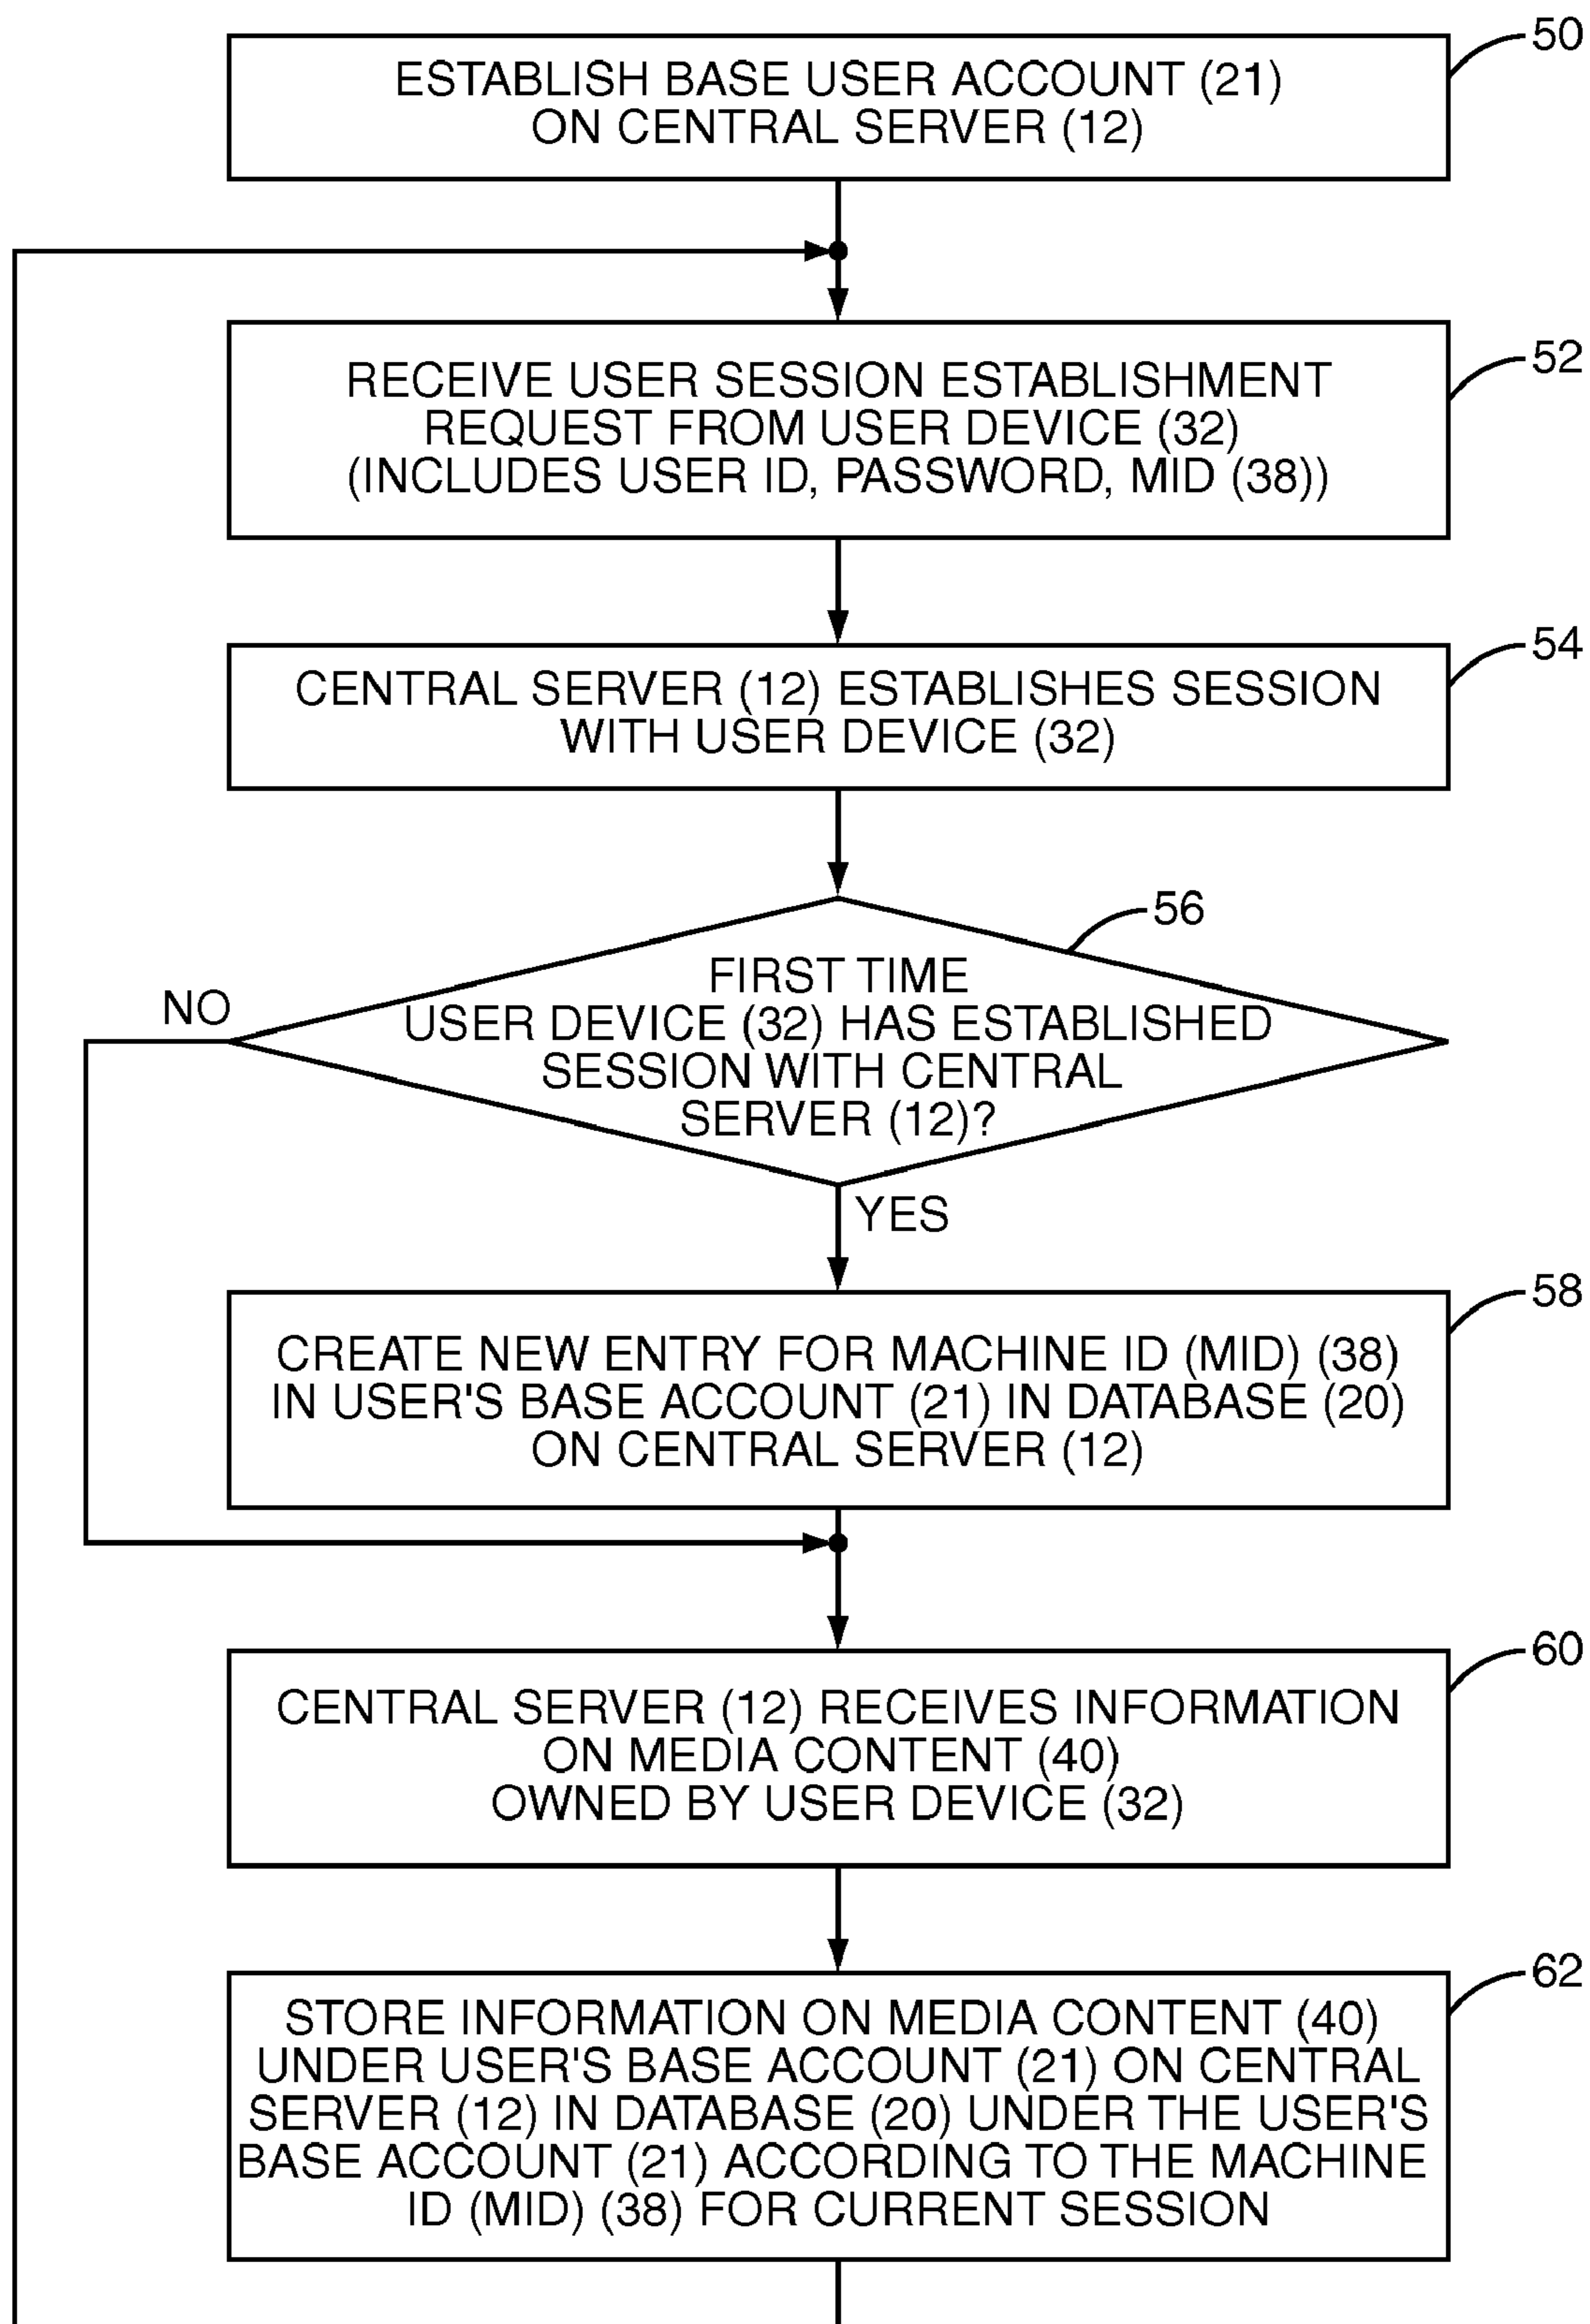 50
ESTABLISH BASE USER ACCOUNT (21)
ON CENTRAL SERVER (12)
52
RECEIVE USER SESSION ESTABLISHMENT
REQUEST FROM USER DEVICE (32)
(INCLUDES USER ID, PASSWORD, MID (38))
54
CENTRAL SERVER (12) ESTABLISHES SESSION
WITH USER DEVICE (32)
56
FIRST TIME
USER DEVICE (32) HAS ESTABLISHED
SESSION WITH CENTRAL
SERVER (12)?
NO
YES
58
CREATE NEW ENTRY FOR MACHINE ID (MID) (38)
IN USER'S BASE ACCOUNT (21) IN DATABASE (20)
ON CENTRAL SERVER (12)
60
CENTRAL SERVER (12) RECEIVES INFORMATION
ON MEDIA CONTENT (40)
OWNED BY USER DEVICE (32)
62
STORE INFORMATION ON MEDIA CONTENT (40)
UNDER USER'S BASE ACCOUNT (21) ON CENTRAL
SERVER (12) IN DATABASE (20) UNDER THE USER'S
BASE ACCOUNT (21) ACCORDING TO THE MACHINE
ID (MID) (38) FOR CURRENT SESSION